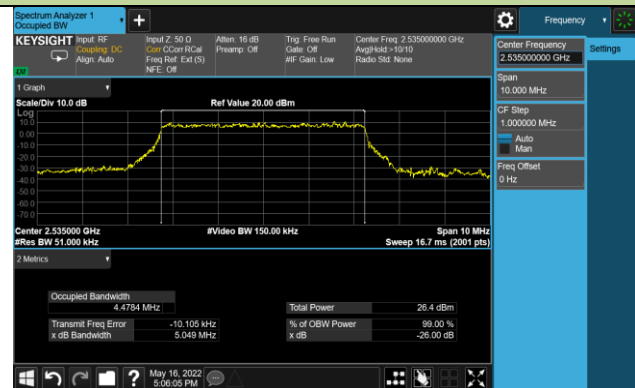 Spectrum Analyzer 1
Occupied BW
Frequency
KEYSIGHT
Input: RF
Coupling: DC
Align: Auto
Input Z: 50 Ω
Corr CCorr RCal
Freq Ref: Ext (S)
NFE: Off
Atten: 16 dB
Preamp: Off
Trig: Free Run
Gate: Off
#IF Gain: Low
Center Freq: 2.535000000 GHz
Avg|Hold:>10/10
Radio Std: None
Center Frequency
2.535000000 GHz
Settings
Span
10.000 MHz
CF Step
1.000000 MHz
Auto
Man
Freq Offset
0 Hz
1 Graph
Scale/Div 10.0 dB
Ref Value 20.00 dBm
Log
10.0
0.00
-10.0
-20.0
-30.0
-40.0
-50.0
-60.0
-70.0
Center 2.535000 GHz
#Video BW 150.00 kHz
Span 10 MHz
#Res BW 51.000 kHz
Sweep 16.7 ms (2001 pts)
2 Metrics
Occupied Bandwidth
4.4784 MHz
Total Power 26.4 dBm
Transmit Freq Error -10.105 kHz
% of OBW Power 99.00 %
x dB Bandwidth 5.049 MHz
x dB -26.00 dB
?
May 16, 2022
5:06:05 PM